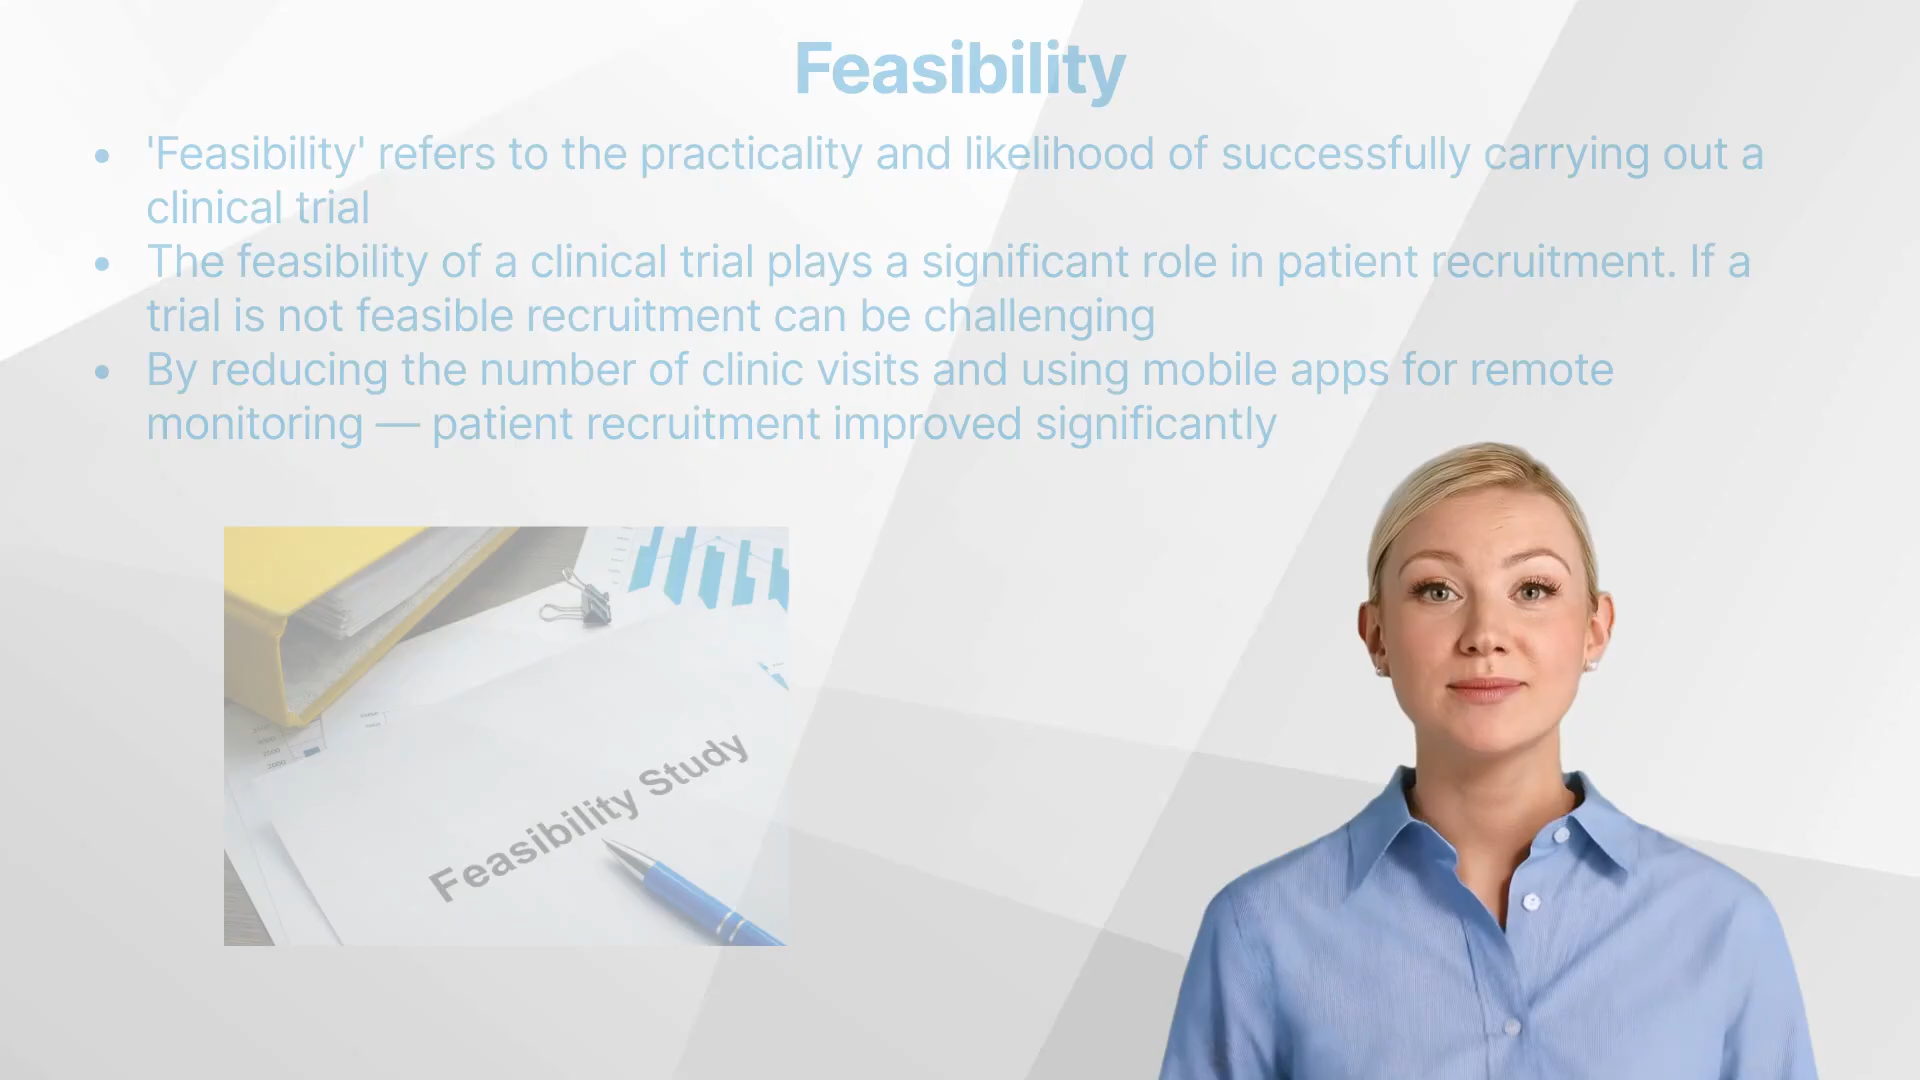 Feasibility
• 'Feasibility' refers to the practicality and likelihood of successfully carrying out a
clinical trial
• The feasibility of a clinical trial plays a significant role in patient recruitment. If a
trial is not feasible recruitment can be challenging
• By reducing the number of clinic visits and using mobile apps for remote
monitoring — patient recruitment improved significantly
Feasibility Study